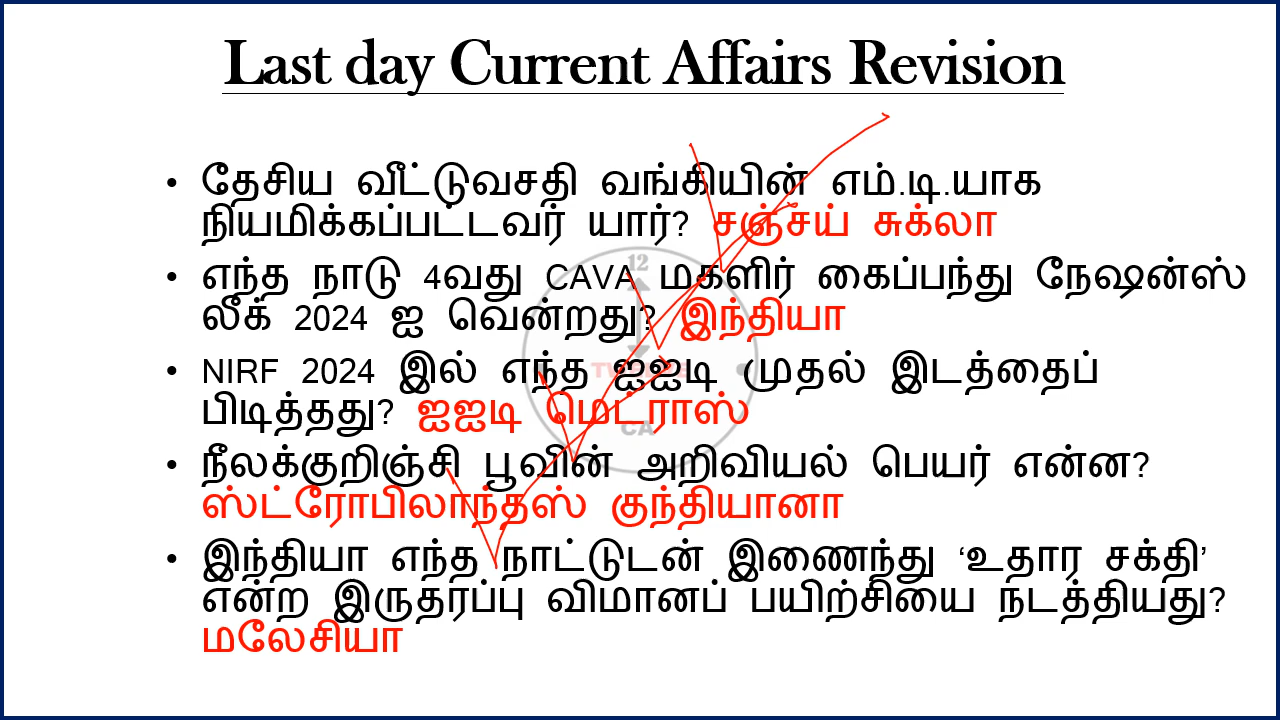 Last day Current Affairs Revision
• தேசிய வீட்டுவசதி வங்கியின் எம்.டி.யாக
நியமிக்கப்பட்டவர் யார்? சஞ்சய் சுக்லா
• எந்த நாடு 4வது CAVA மகளிர் கைப்பந்து நேஷன்ஸ்
லீக் 2024 ஐ வென்றது? இந்தியா
• NIRF 2024 இல் எந்த ஐஐடி முதல் இடத்தைப்
பிடித்தது? ஐஐடி மெட்ராஸ்
• நீலக்குறிஞ்சி பூவின் அறிவியல் பெயர் என்ன?
ஸ்ட்ரோபிலாந்தஸ் குந்தியானா
• இந்தியா எந்த நாட்டுடன் இணைந்து ‘உதார சக்தி’
என்ற இருதரப்பு விமானப் பயிற்சியை நடத்தியது?
மலேசியா
12
CA